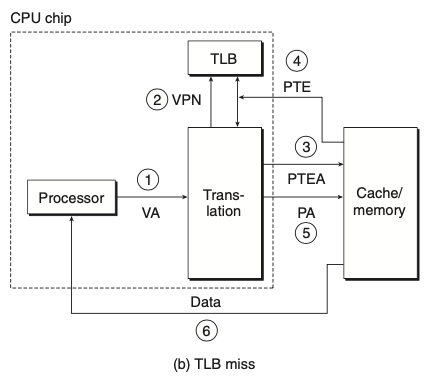 CPU chip
TLB
4
2 VPN
PTE
3
1
PTEA
Processor
Trans-
lation
Cache/
memory
VA
PA
5
Data
6
(b) TLB miss